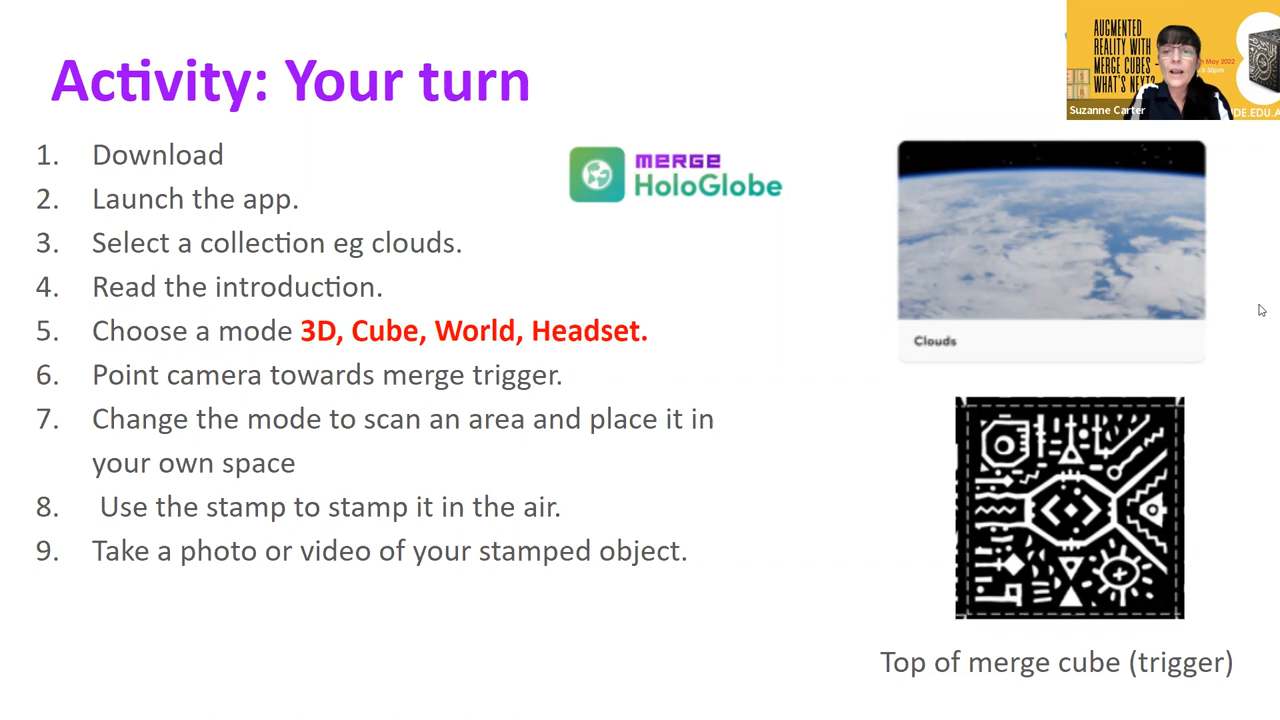 Activity: Your turn
AUGMENTED
REALITY WITH
MERGE CUBES -
WHAT'S NEXT?
May 2022
Suzanne Carter
1. Download
2. Launch the app.
3. Select a collection eg clouds.
4. Read the introduction.
5. Choose a mode 3D, Cube, World, Headset.
6. Point camera towards merge trigger.
7. Change the mode to scan an area and place it in
your own space
8. Use the stamp to stamp it in the air.
9. Take a photo or video of your stamped object.
MERGE
HoloGlobe
Clouds
Top of merge cube (trigger)